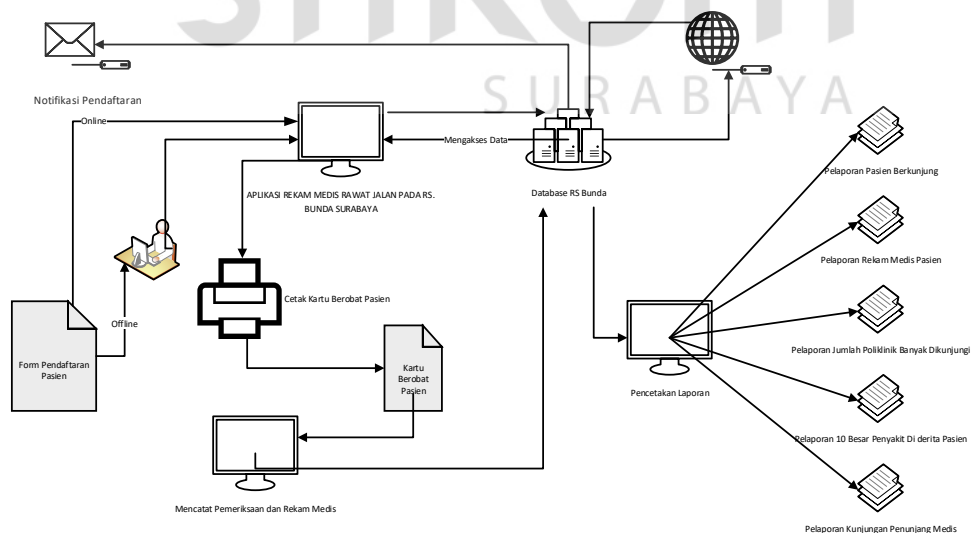 SURABAYA
Notifikasi Pendaftaran
Online
Mengakses Data
APLIKASI REKAM MEDIS RAWAT JALAN PADA RS.
BUNDA SURABAYA
Database RS Bunda
Pelaporan Pasien Berkunjung
Pelaporan Rekam Medis Pasien
Cetak Kartu Berobat Pasien
Offline
Form Pendaftaran
Pasien
Kartu
Berobat
Pasien
Pelaporan Jumlah Poliklinik Banyak Dikunjungi
Pencetakan Laporan
Pelaporan 10 Besar Penyakit Di derita Pasien
Mencatat Pemeriksaan dan Rekam Medis
Pelaporan Kunjungan Penunjang Medis